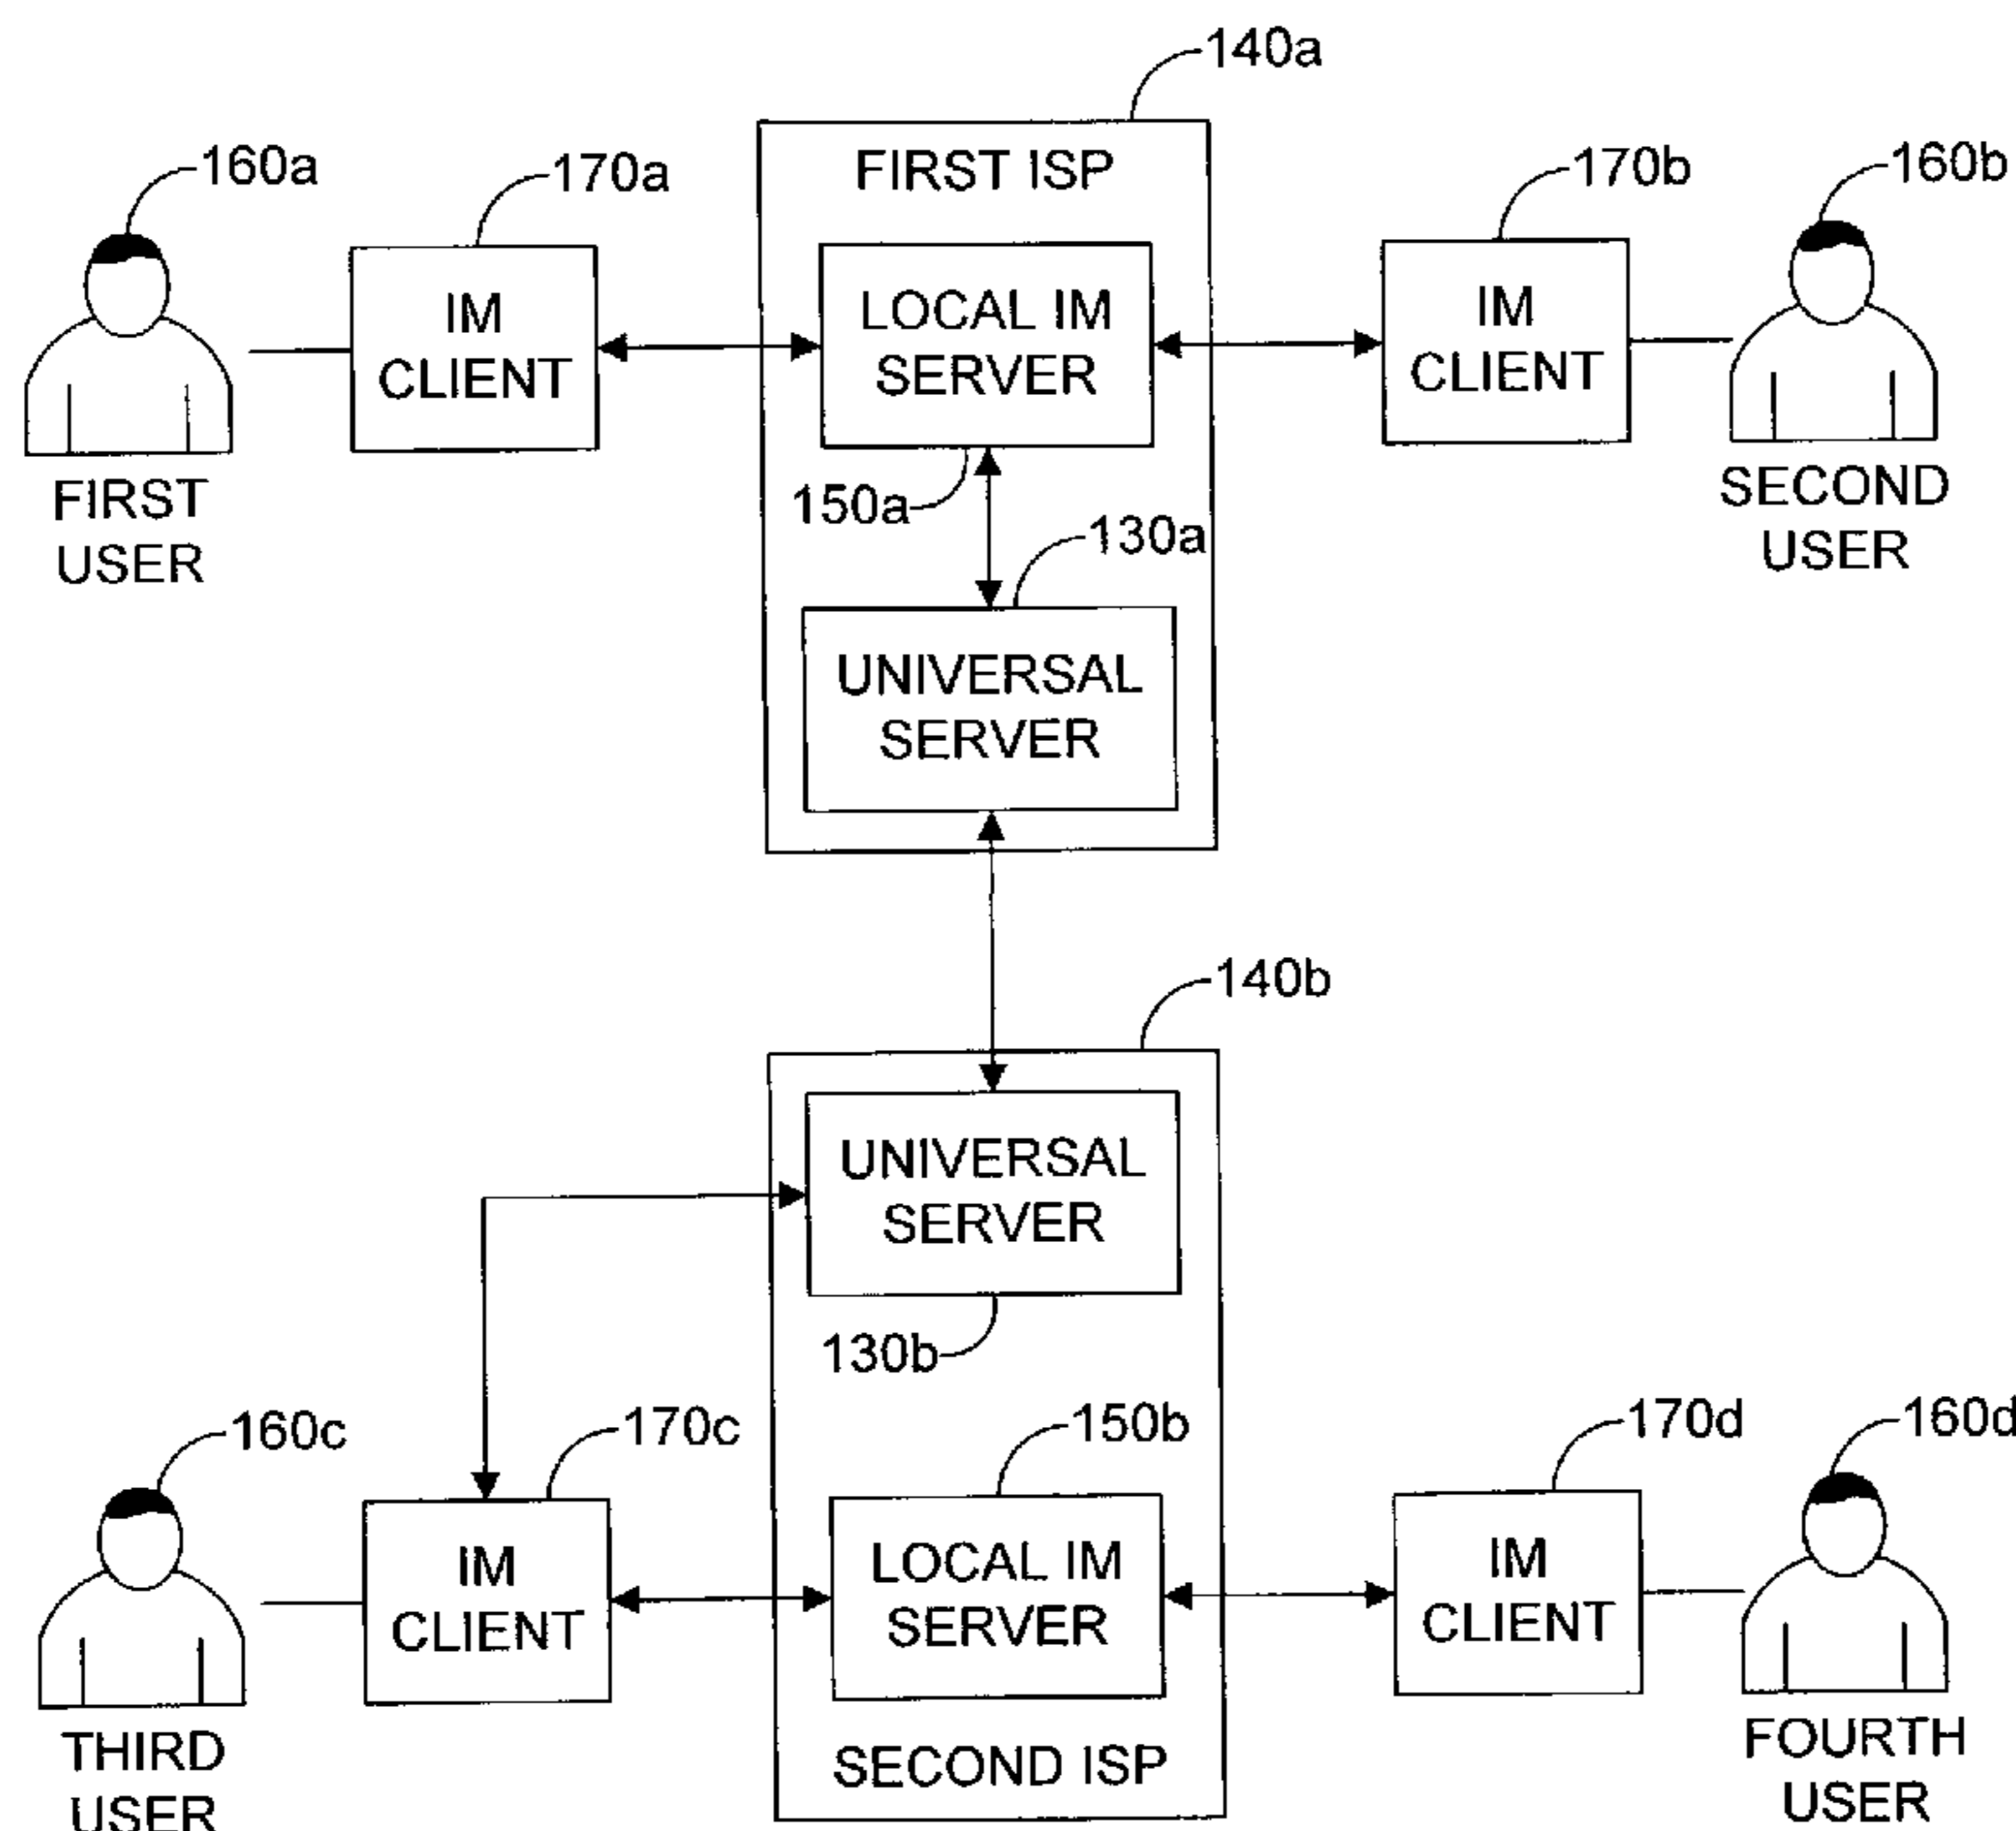 140a
160a
170a
FIRST ISP
170b
160b
IM
CLIENT
LOCAL IM
SERVER
IM
CLIENT
FIRST
USER
150a
130a
SECOND
USER
UNIVERSAL
SERVER
140b
UNIVERSAL
SERVER
130b
160c
170c
150b
170d
160d
IM
CLIENT
LOCAL IM
SERVER
IM
CLIENT
THIRD
USER
SECOND ISP
FOURTH
USER